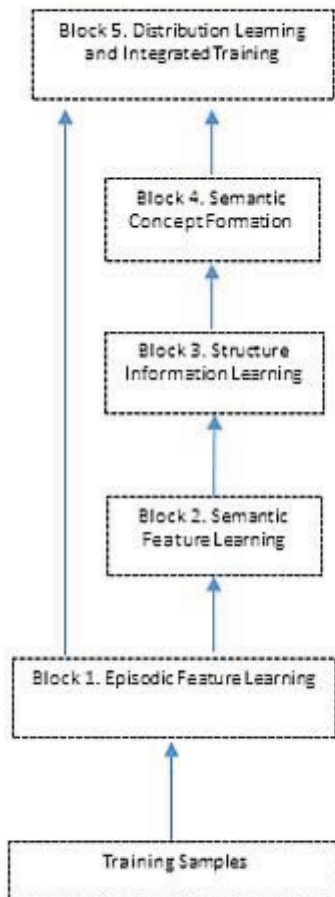 Block 5. Distribution Learning
and Integrated Training
Block 4. Semantic
Concept Formation
Block 3. Structure
Information Learning
Block 2. Semantic
Feature Learning
Block 1. Episodic Feature Learning
Training Samples